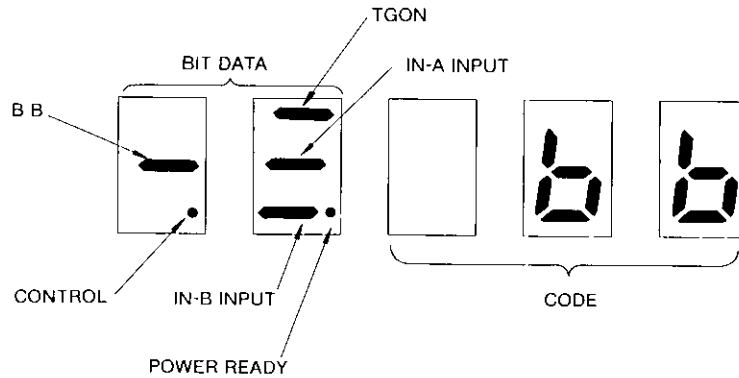 TGON
BIT DATA
IN-A INPUT
B B
b b
CONTROL
IN-B INPUT
CODE
POWER READY